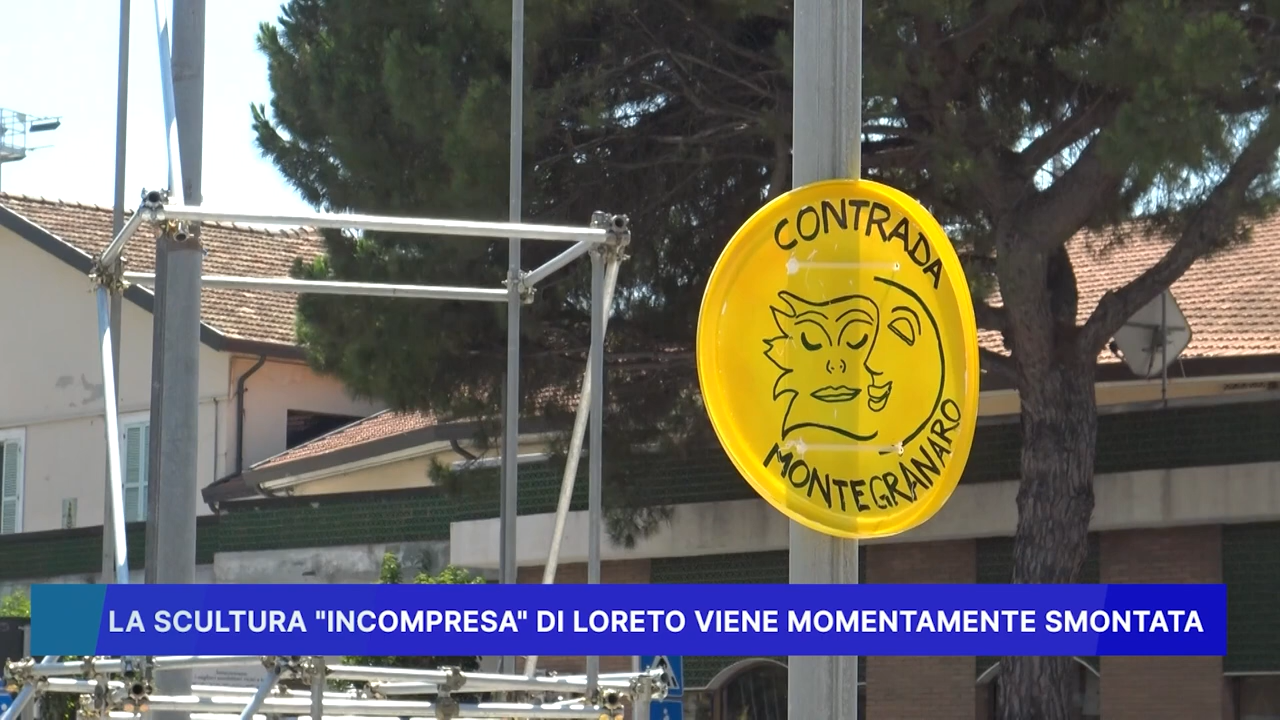 CONTRADA
MONTEGRANARO
LA SCULTURA "INCOMPRESA" DI LORETO VIENE MOMENTAMENTE SMONTATA